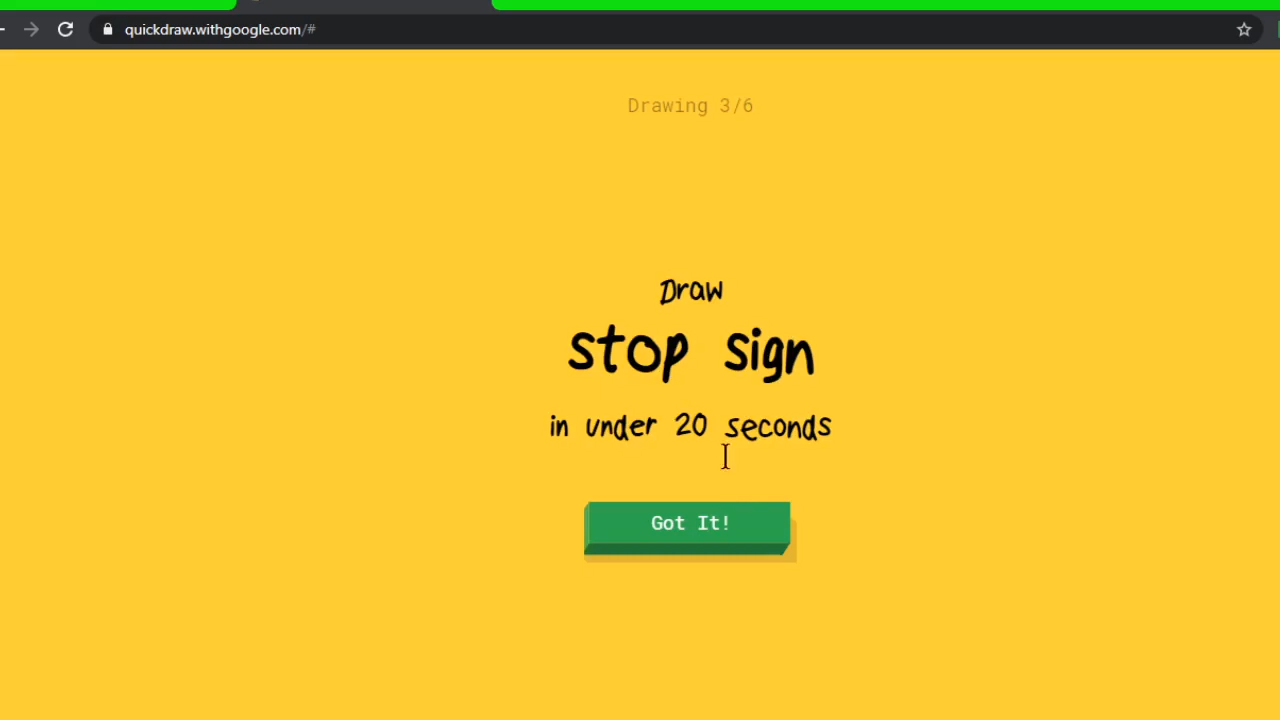 quickdraw.withgoogle.com/#
Drawing 3/6
Draw
stop sign
in under 20 seconds
Got It!